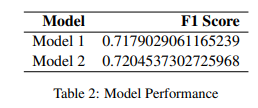 Model F1 Score
Model 1 0.7179029061165239
Model 2 0.7204537302725968
Table 2: Model Performance